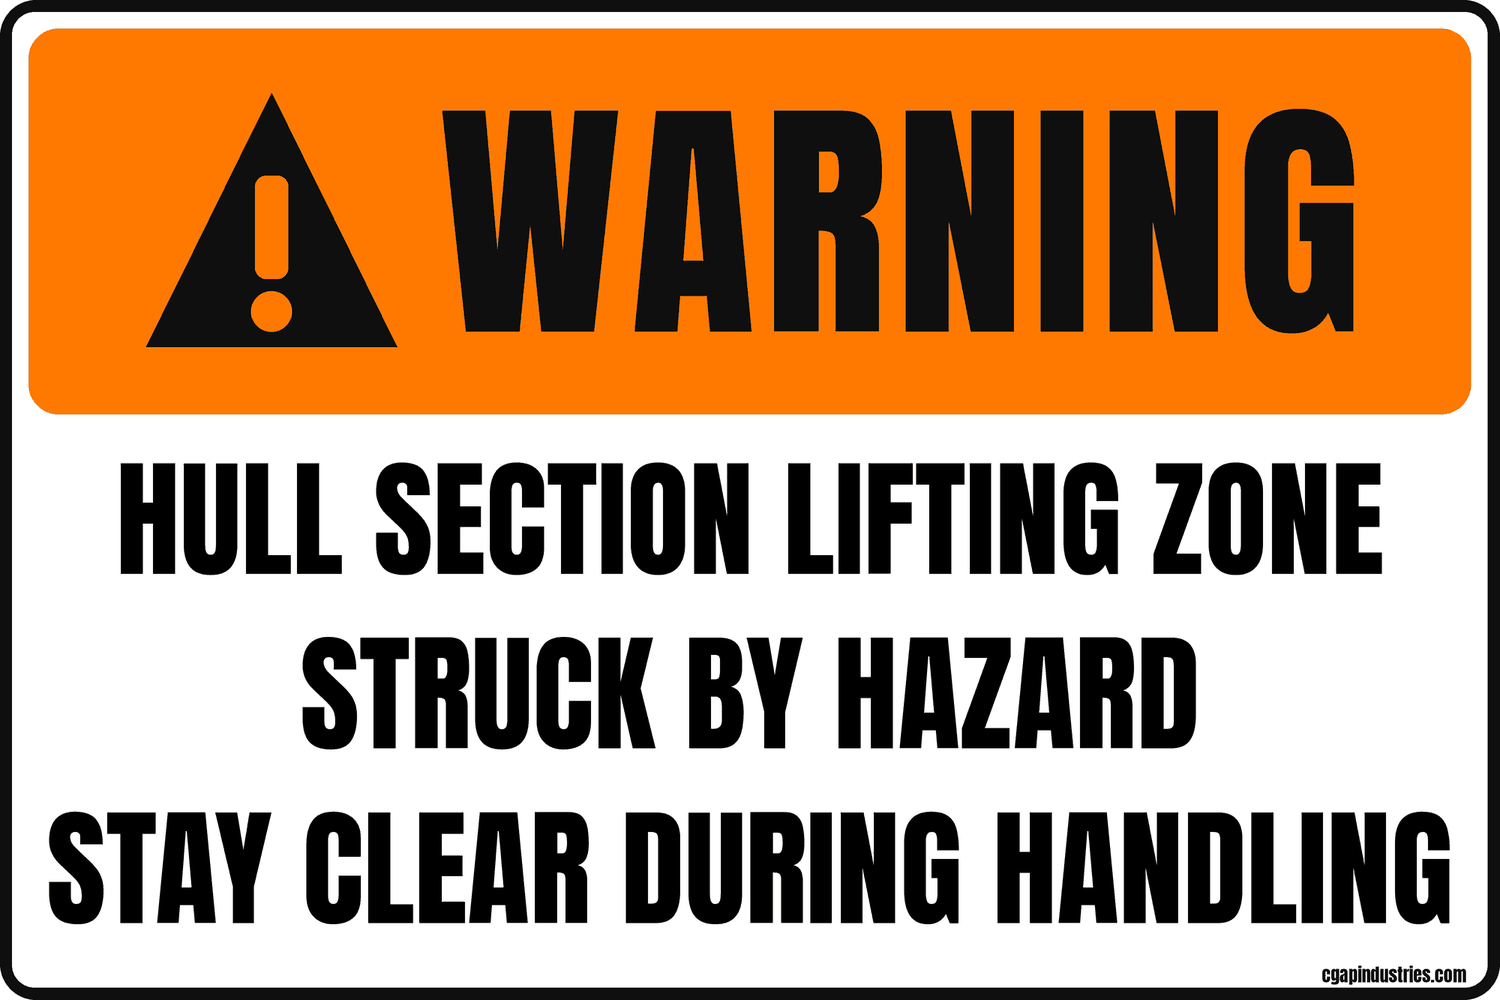 WARNING
HULL SECTION LIFTING ZONE
STRUCK BY HAZARD
STAY CLEAR DURING HANDLING
cgapindustries.com